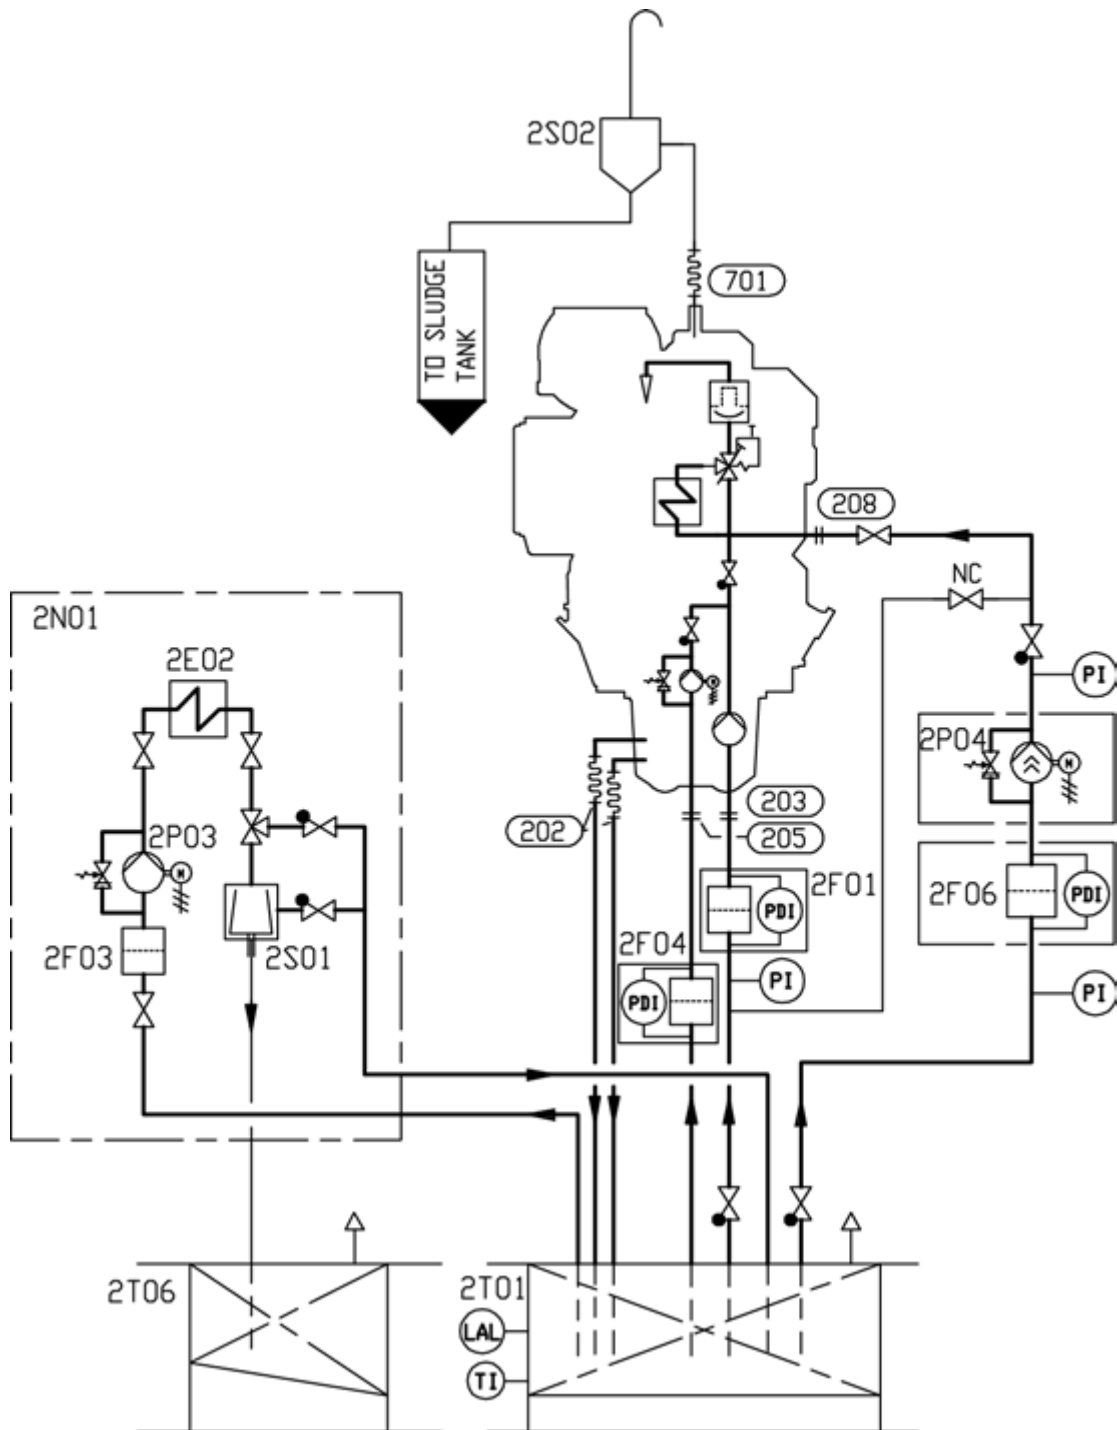 2S02
701
TO SLUDGE
TANK
208
NC
2N01
2E02
PI
2P04
M
M
203
202
205
2P03
M
2F01
PDI
2F06
PDI
2F03
2S01
2F04
PDI
PI
PI
2T06
2T01
LAL
TI